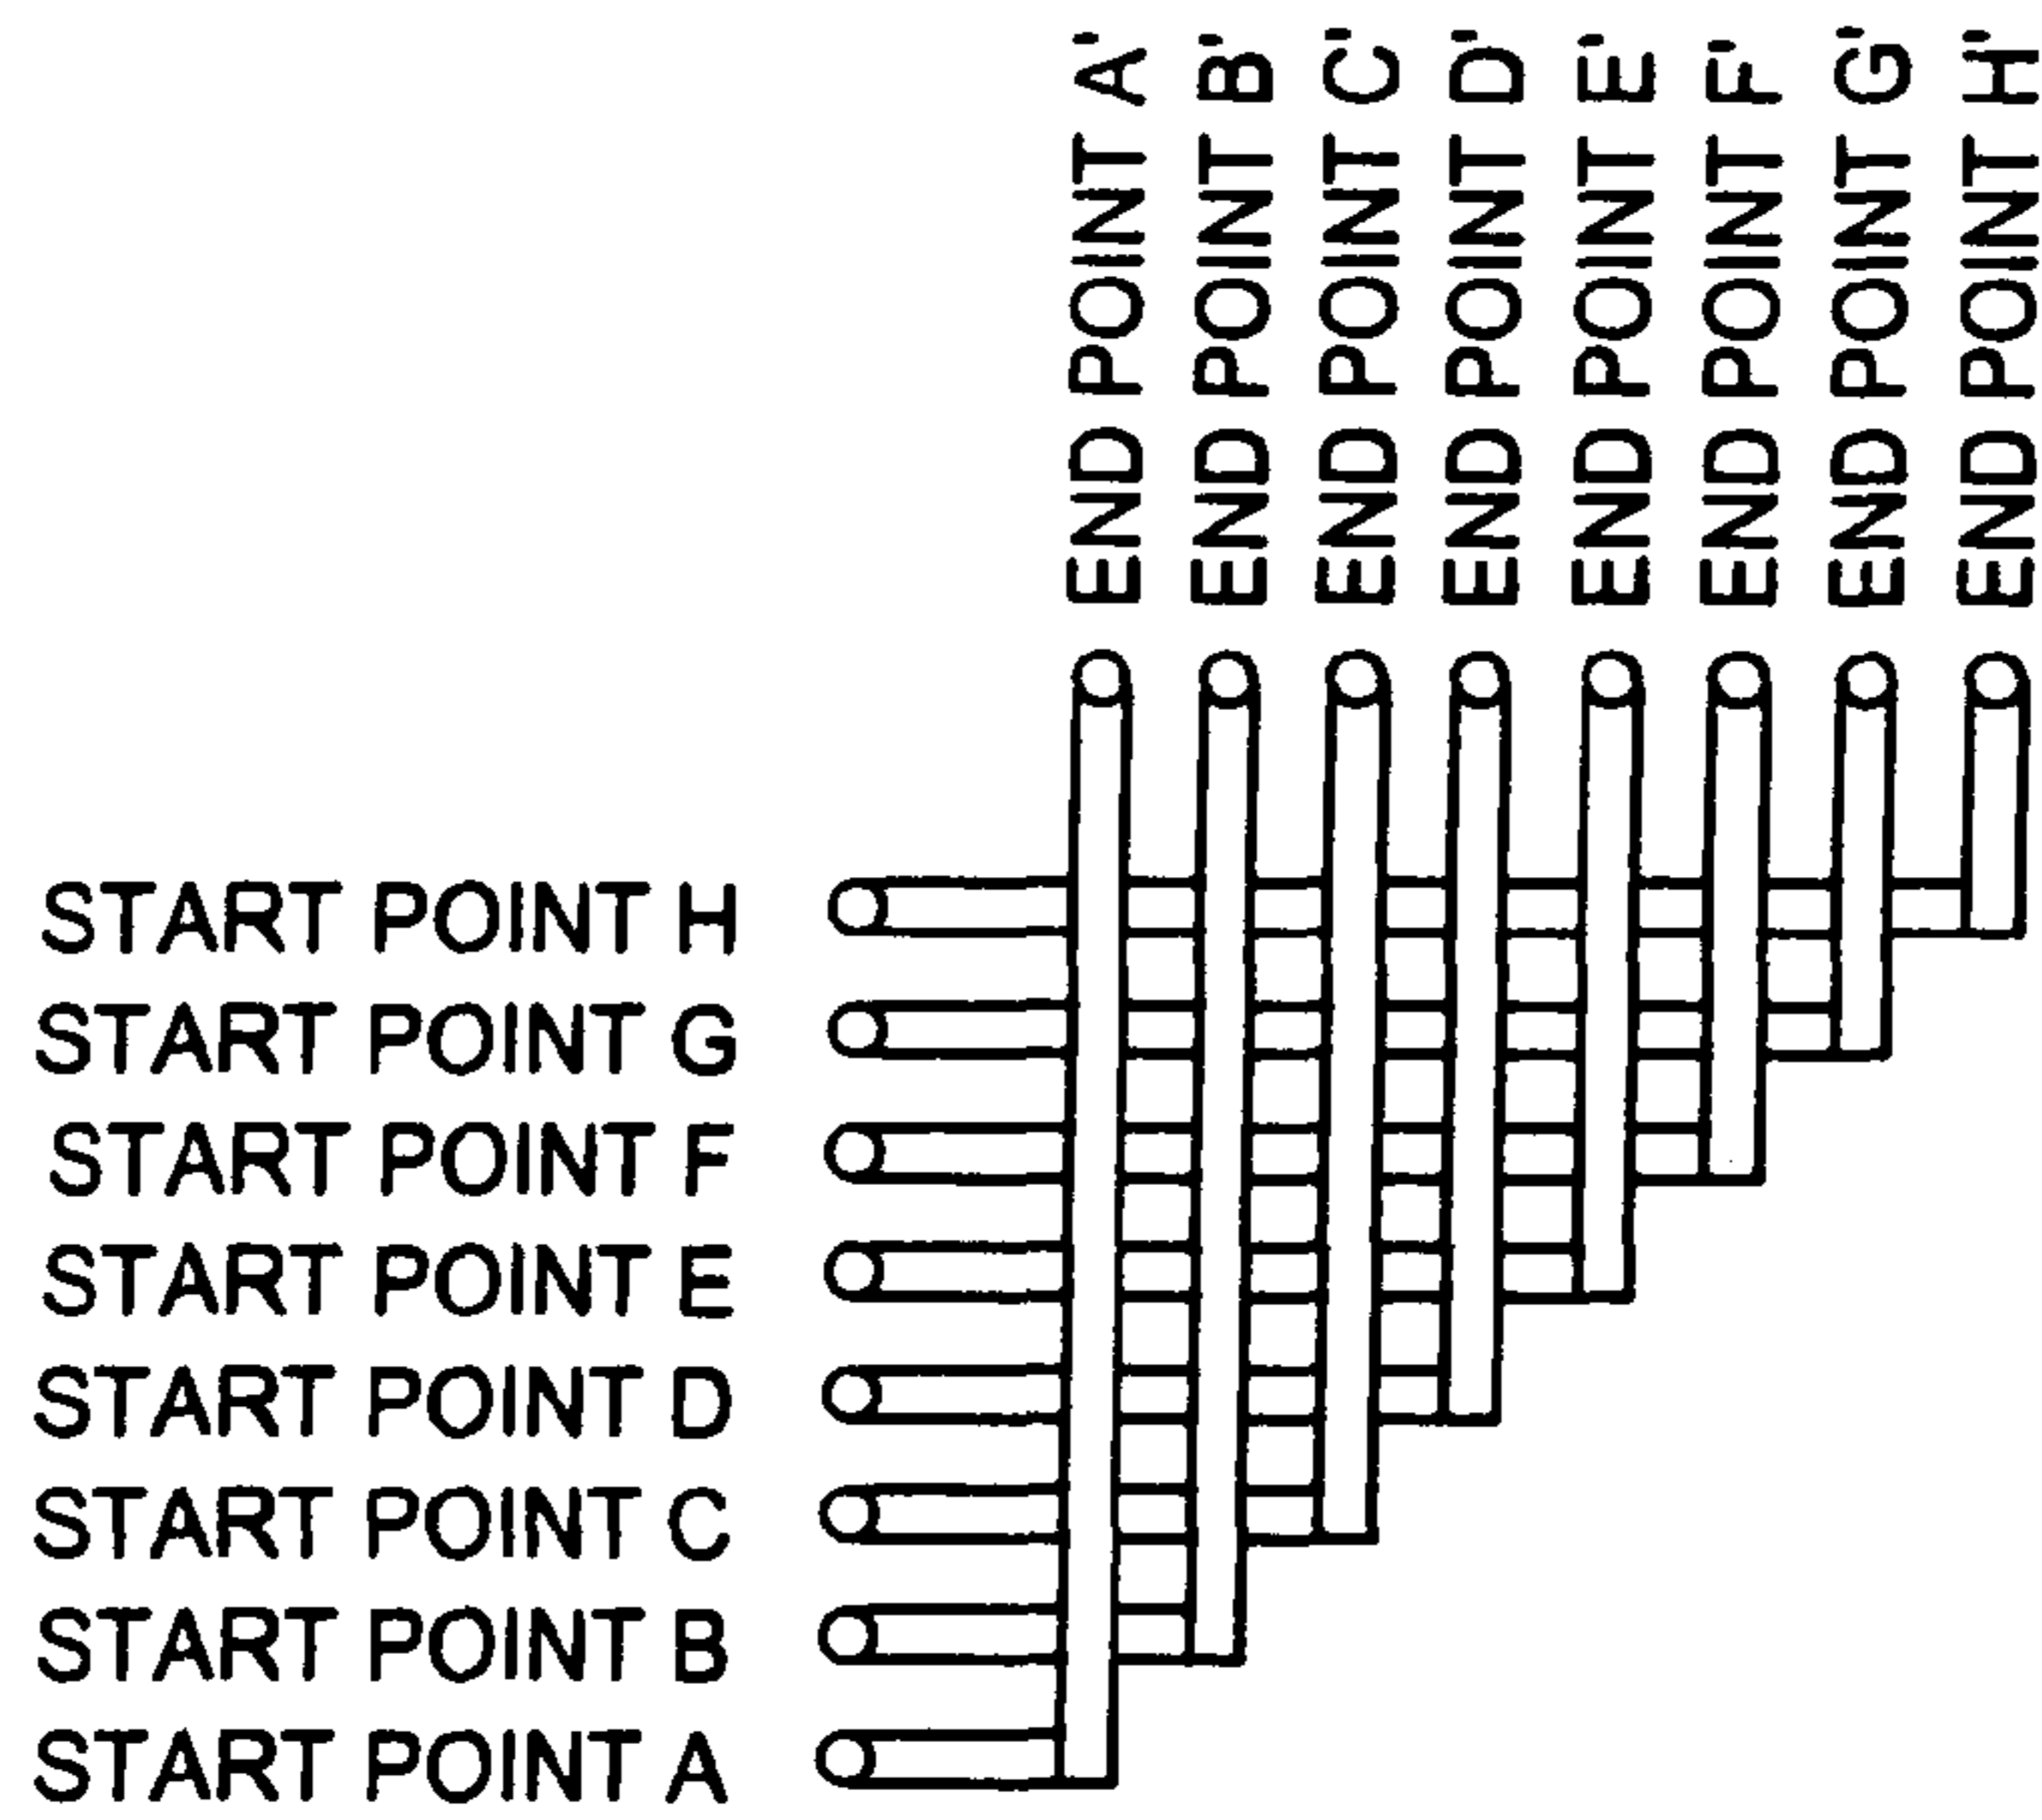 END POINT A'
END POINT B'
END POINT C'
END POINT D'
END POINT E'
END POINT F'
END POINT G'
END POINT H'
START POINT H
START POINT G
START POINT F
START POINT E
START POINT D
START POINT C
START POINT B
START POINT A